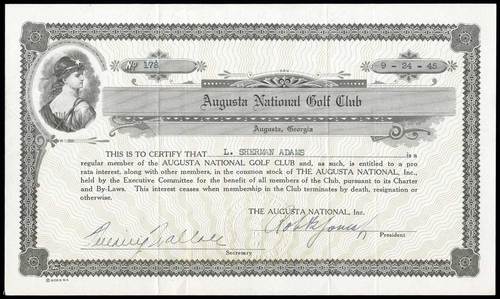 No 178
9 - 24 - 45
Augusta National Golf Club
Augusta, Georgia
THIS IS TO CERTIFY THAT L. SHERMAN ADAMS is a
regular member of the AUGUSTA NATIONAL GOLF CLUB and, as such, is entitled to a pro
rata interest, along with other members, in the common stock of THE AUGUSTA NATIONAL, Inc.,
held by the Executive Committee for the benefit of all members of the Club, pursuant to its Charter
and By-Laws. This interest ceases when membership in the Club terminates by death, resignation or
otherwise.
THE AUGUSTA NATIONAL, Inc.
Wallace
Robt Jones
President
Secretary